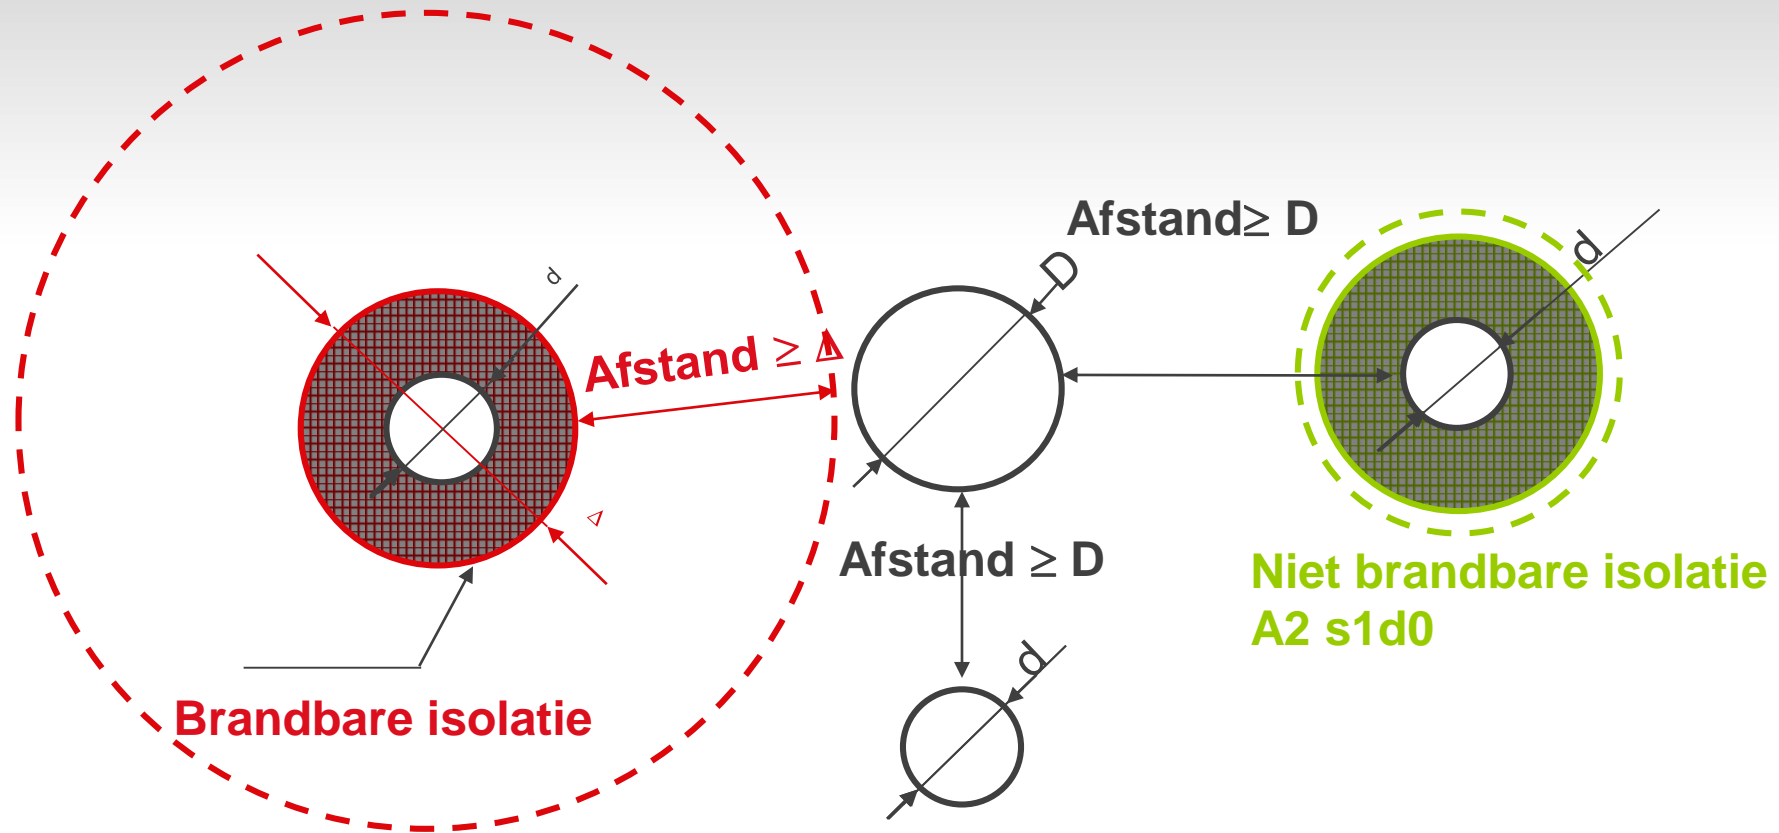 Afstand≥ D
D
d
d
Afstand ≥ Δ
Δ
Afstand ≥ D
Niet brandbare isolatie
A2 s1d0
d
Brandbare isolatie